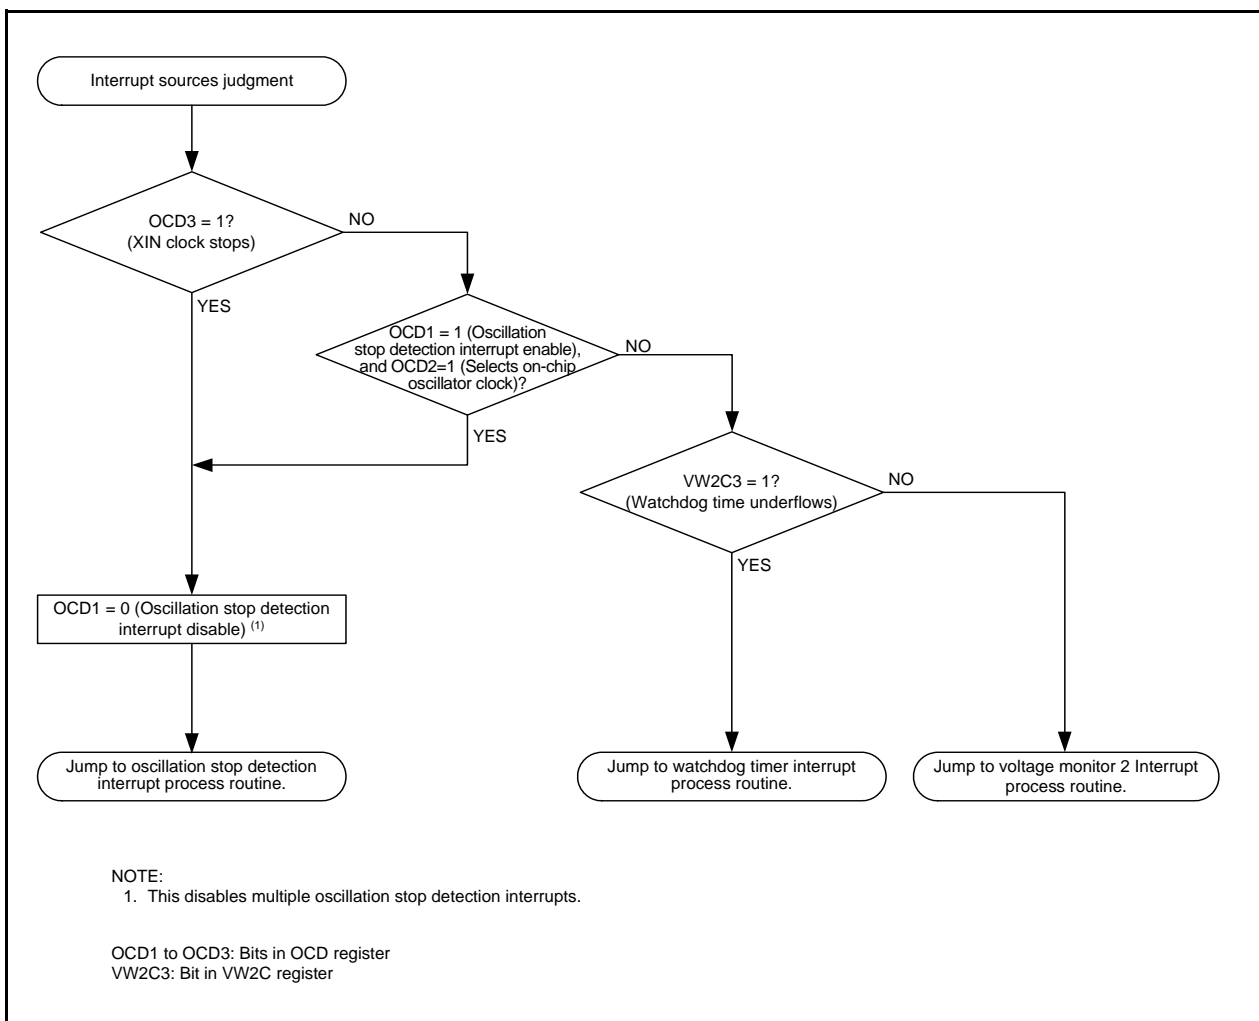 Interrupt sources judgment
OCD3 = 1?
(XIN clock stops)
NO
YES
OCD1 = 1 (Oscillation
stop detection interrupt enable),
and OCD2=1 (Selects on-chip
oscillator clock)?
NO
YES
VW2C3 = 1?
(Watchdog time underflows)
NO
YES
OCD1 = 0 (Oscillation stop detection
interrupt disable) (1)
Jump to oscillation stop detection
interrupt process routine.
Jump to watchdog timer interrupt
process routine.
Jump to voltage monitor 2 Interrupt
process routine.
NOTE:
1. This disables multiple oscillation stop detection interrupts.
OCD1 to OCD3: Bits in OCD register
VW2C3: Bit in VW2C register